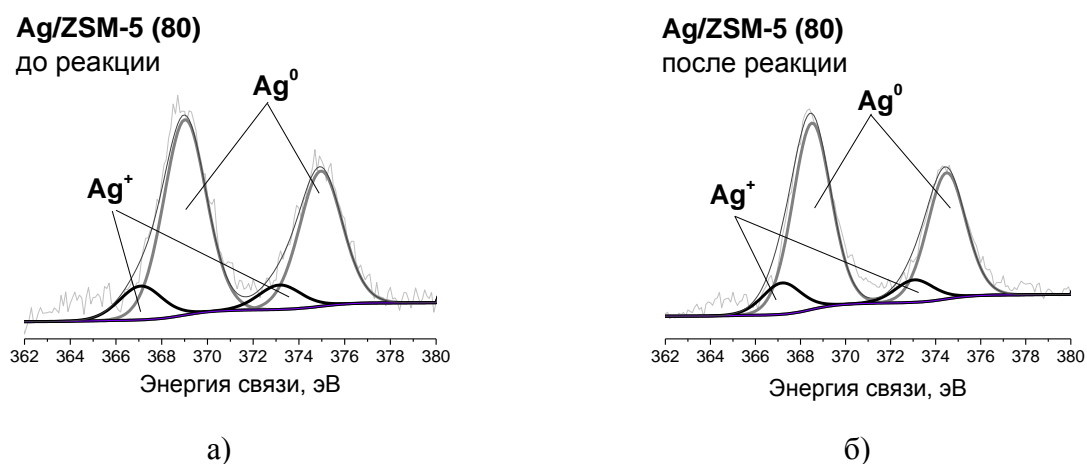 Ag/ZSM-5 (80)
до реакции
Ag⁰
Ag⁺
362 364 366 368 370 372 374 376 378 380
Энергия связи, эВ
а)
Ag/ZSM-5 (80)
после реакции
Ag⁰
Ag⁺
362 364 366 368 370 372 374 376 378 380
Энергия связи, эВ
б)